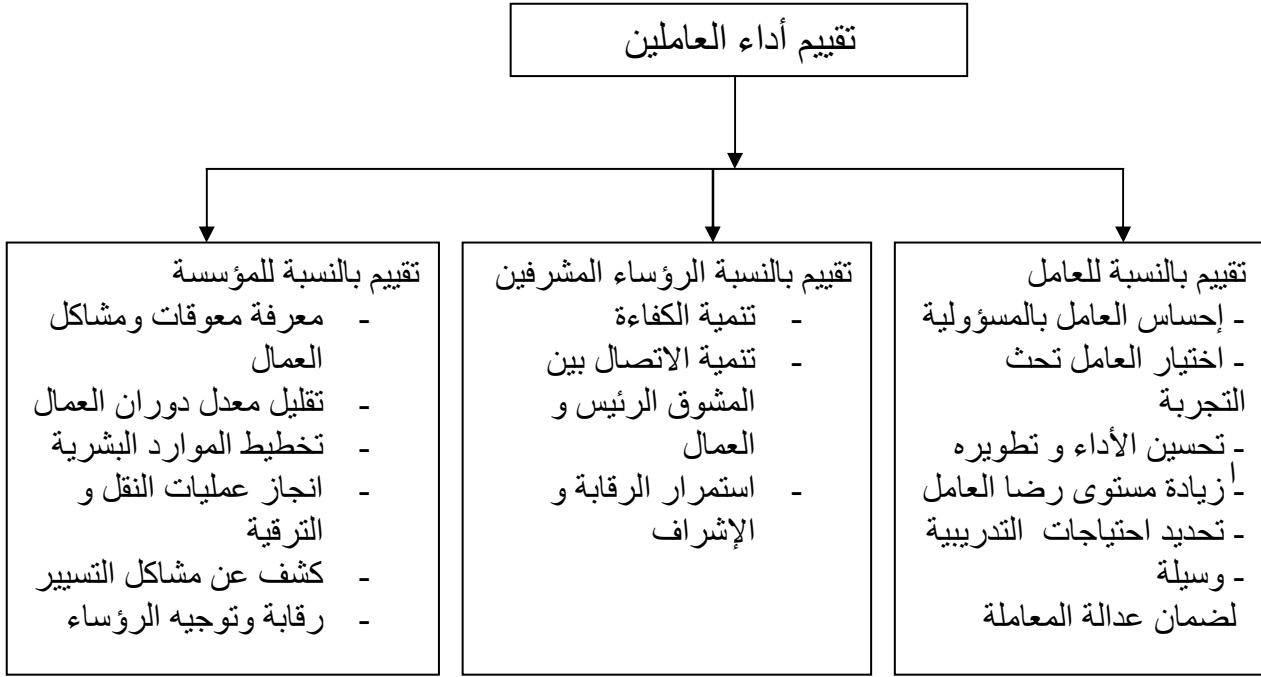 تقييم أداء العاملين
تقييم بالنسبة للعامل
- إحساس العامل بالمسؤولية
- اختيار العامل تحث
التجربة
- تحسين الأداء و تطويره
- زيادة مستوى رضا العامل
- تحديد احتياجات التدريبية
- وسيلة
لضمان عدالة المعاملة
تقييم بالنسبة الرؤساء المشرفين
- تنمية الكفاءة
- تنمية الاتصال بين
المشوق الرئيس و
العمال
- استمرار الرقابة و
الإشراف
تقييم بالنسبة للمؤسسة
- معرفة معوقات ومشاكل
العمال
- تقليل معدل دوران العمال
- تخطيط الموارد البشرية
- انجاز عمليات النقل و
الترقية
- كشف عن مشاكل التسيير
- رقابة وتوجيه الرؤساء